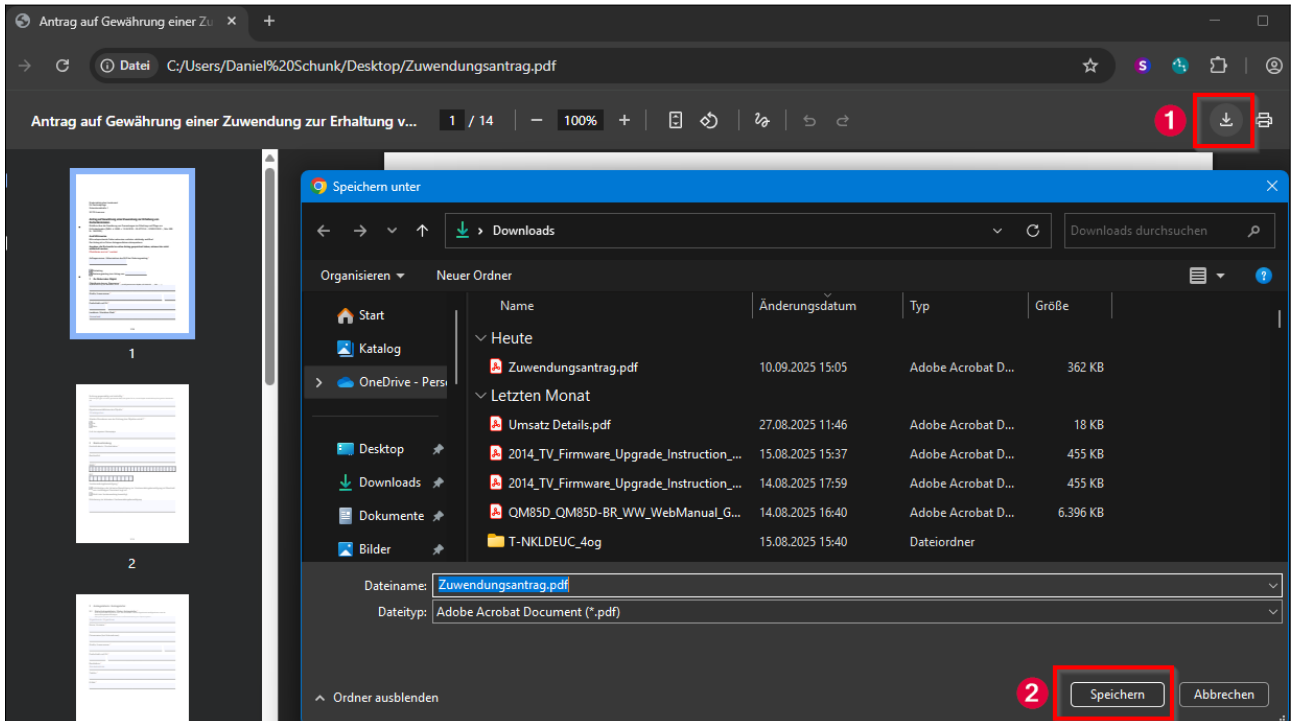 Antrag auf Gewährung einer Zu
Datei C:/Users/Daniel%20Schunk/Desktop/Zuwendungsantrag.pdf
S
Antrag auf Gewährung einer Zuwendung zur Erhaltung v... 1 / 14 — 100% +
1
Speichern unter
Downloads
Downloads durchsuchen
Organisieren
Neuer Ordner
Name Änderungsdatum Typ Größe
Start
Katalog
OneDrive - Perso
Desktop
Downloads
Dokumente
Bilder
Heute
Zuwendungsantrag.pdf 10.09.2025 15:05 Adobe Acrobat D... 362 KB
Letzten Monat
Umsatz Details.pdf 27.08.2025 11:46 Adobe Acrobat D... 18 KB
2014_TV_Firmware_Upgrade_Instruction_... 15.08.2025 15:37 Adobe Acrobat D... 455 KB
2014_TV_Firmware_Upgrade_Instruction_... 14.08.2025 17:59 Adobe Acrobat D... 455 KB
QM85D_QM85D-BR_WW_WebManual_G... 14.08.2025 16:40 Adobe Acrobat D... 6.396 KB
T-NKLDEUC_4og 15.08.2025 15:40 Dateiordner
1
2
Dateiname: Zuwendungsantrag.pdf
Dateityp: Adobe Acrobat Document (*.pdf)
Ordner ausblenden
2
Speichern
Abbrechen